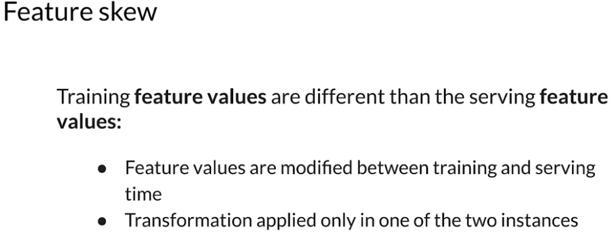 Feature skew
Training feature values are different than the serving feature
values:
● Feature values are modified between training and serving
time
● Transformation applied only in one of the two instances